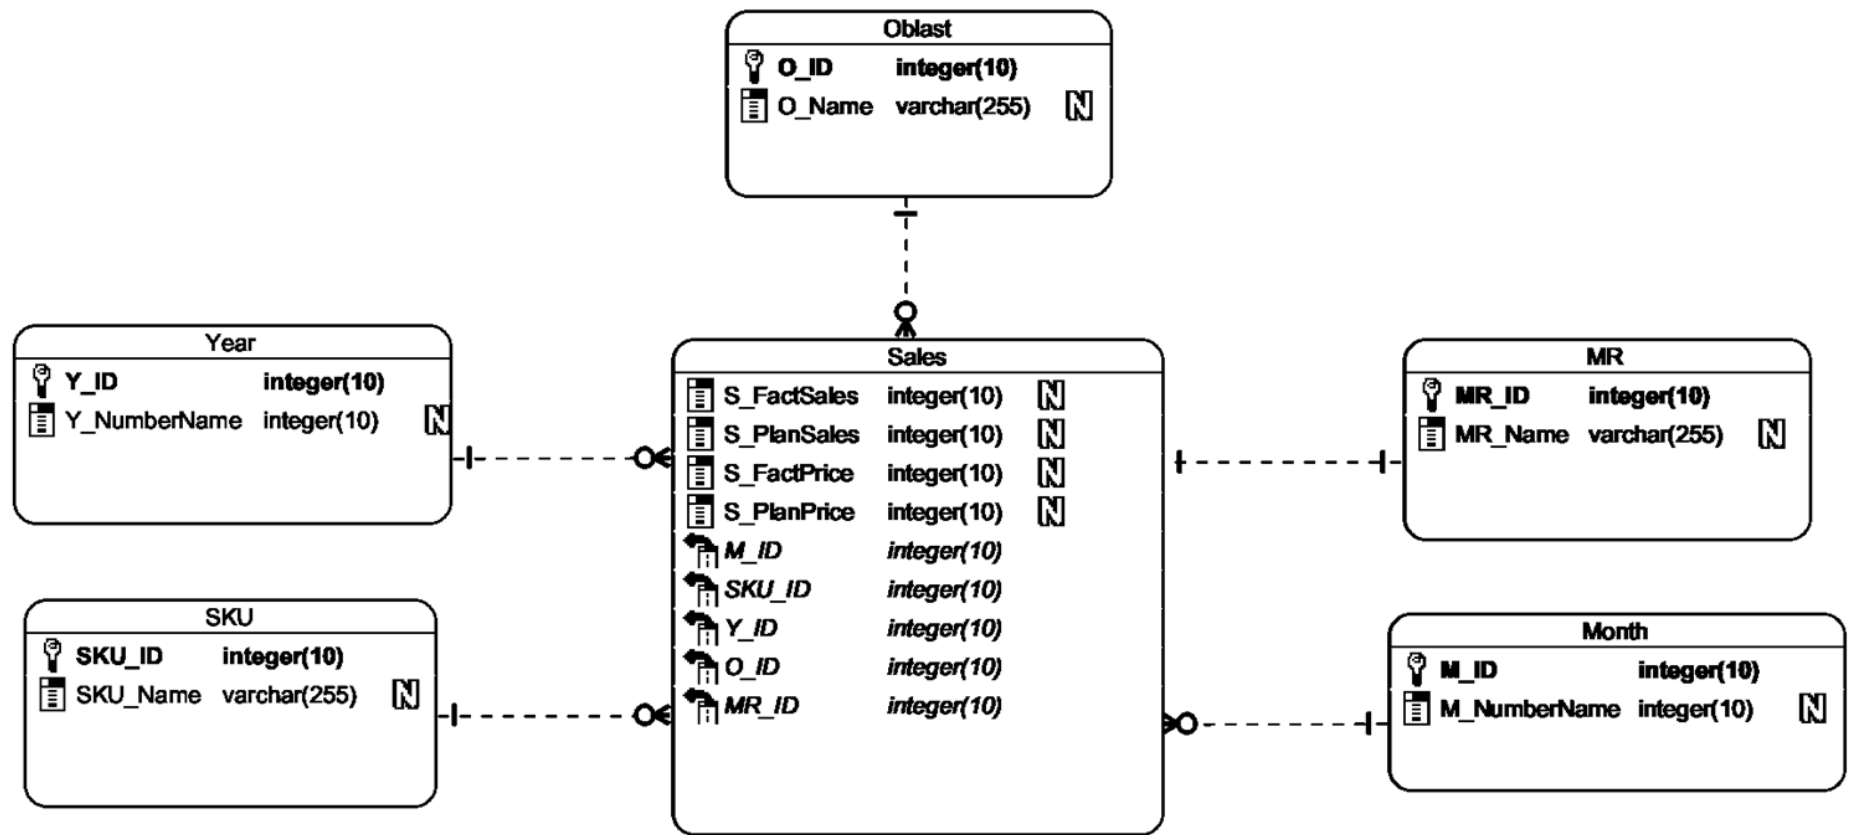 Oblast
O_ID integer(10)
O_Name varchar(255) N
Year
Y_ID integer(10)
Y_NumberName integer(10) N
Sales
S_FactSales integer(10) N
S_PlanSales integer(10) N
S_FactPrice integer(10) N
S_PlanPrice integer(10) N
M_ID integer(10)
SKU_ID integer(10)
Y_ID integer(10)
O_ID integer(10)
MR_ID integer(10)
MR
MR_ID integer(10)
MR_Name varchar(255) N
SKU
SKU_ID integer(10)
SKU_Name varchar(255) N
Month
M_ID integer(10)
M_NumberName integer(10) N